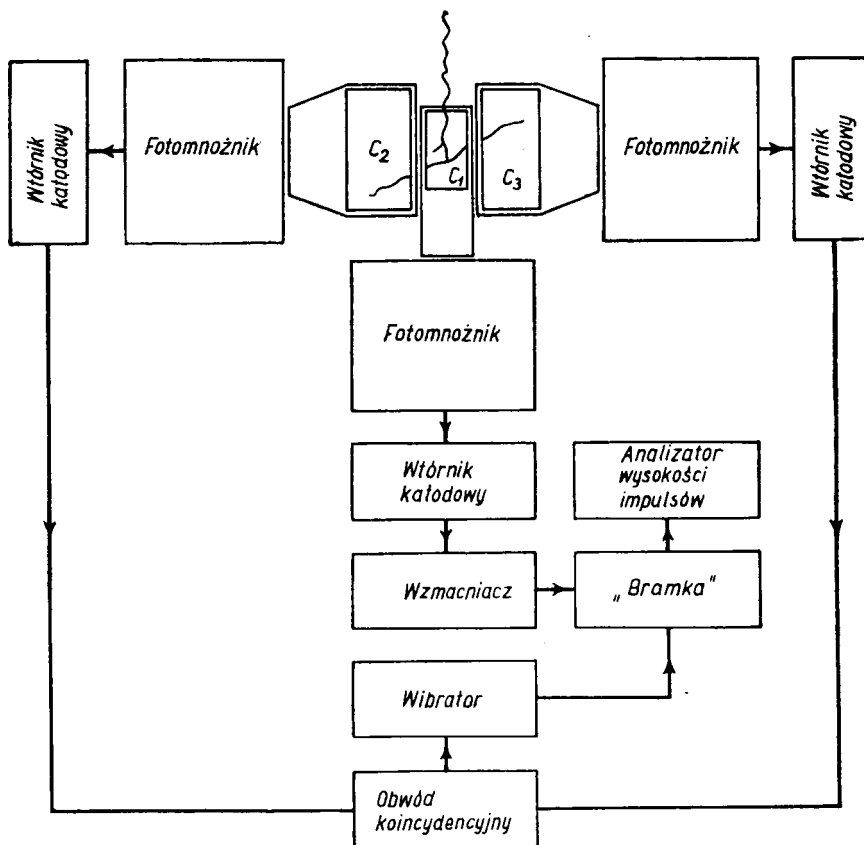 Wtórnik
katodowy
Fotomnożnik
C₂
C₁
C₃
Fotomnożnik
Wtórnik
katodowy
Fotomnożnik
Wtórnik
katodowy
Analizator
wysokości
impulsów
Wzmacniacz
„Bramka"
Wibrator
Obwód
koincydencyjny